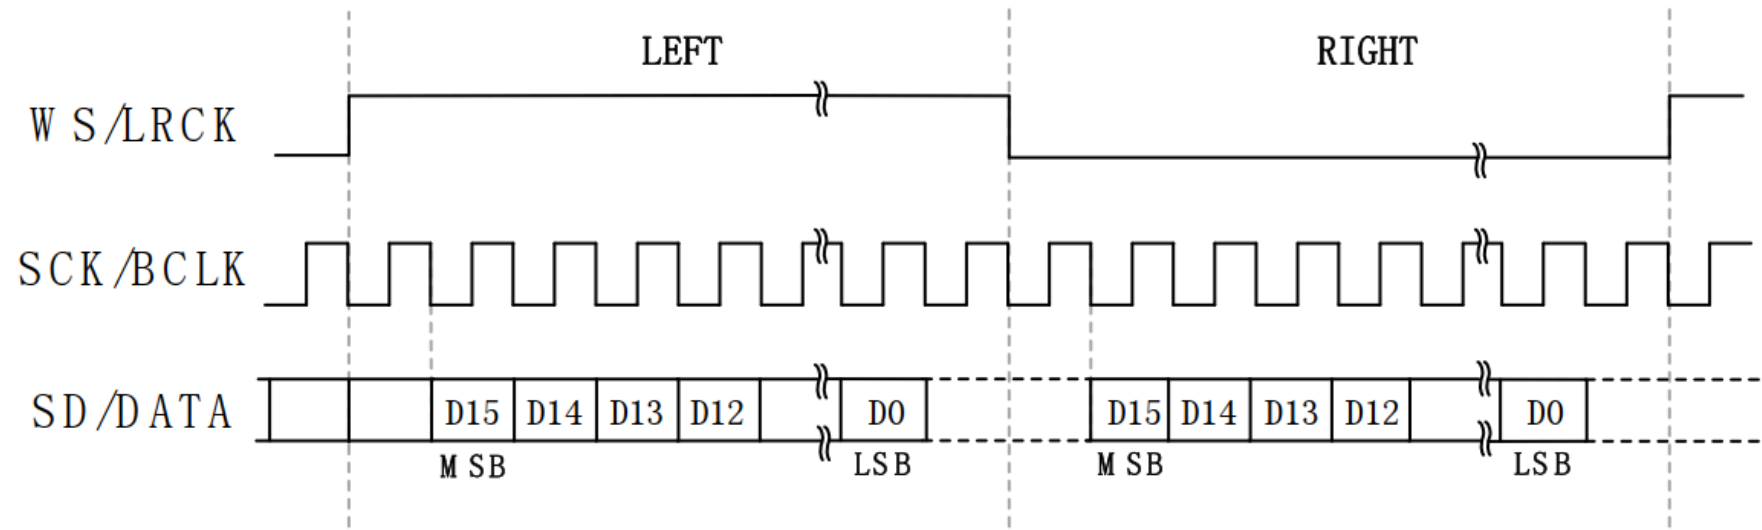 LEFT RIGHT
WS/LRCK
SCK/BCLK
SD/DATA D15 D14 D13 D12 D0 D15 D14 D13 D12 D0
MSB LSB MSB LSB